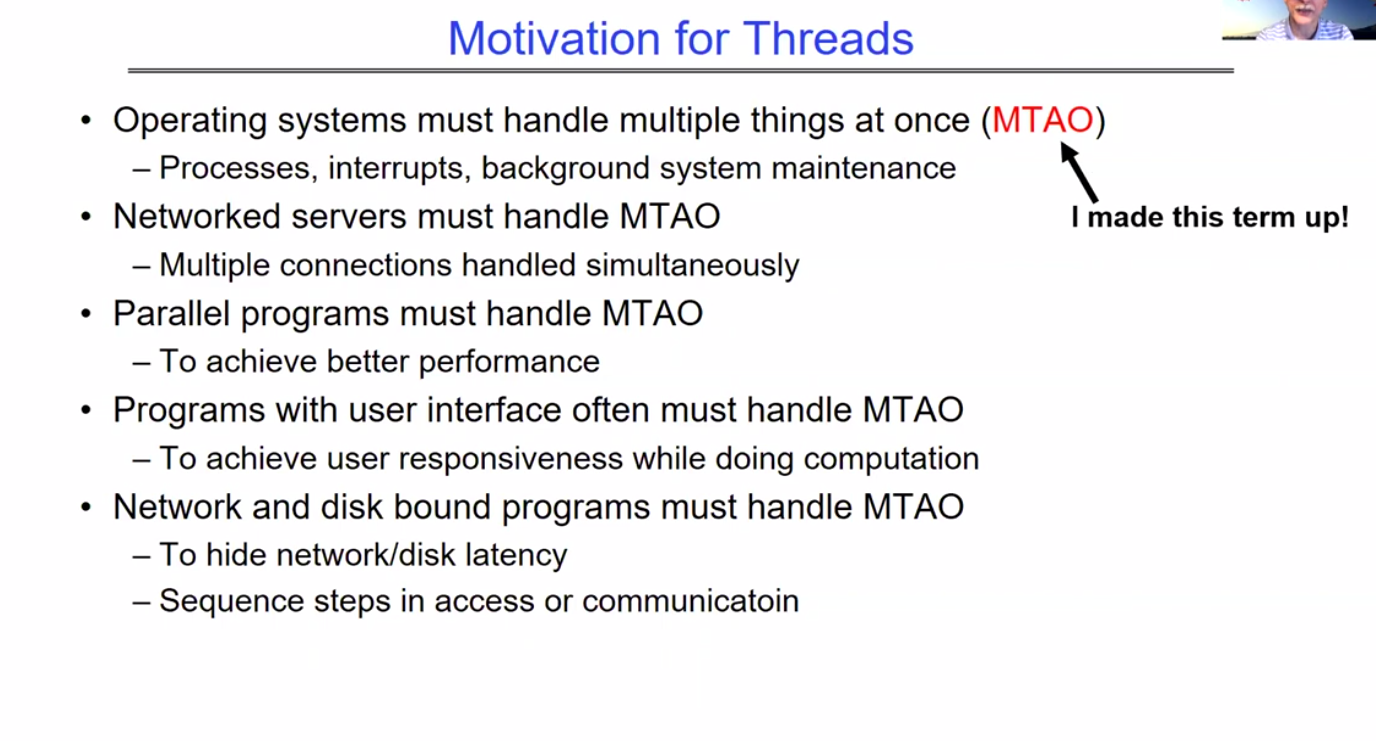 Motivation for Threads
• Operating systems must handle multiple things at once (MTAO)
– Processes, interrupts, background system maintenance
I made this term up!
• Networked servers must handle MTAO
– Multiple connections handled simultaneously
• Parallel programs must handle MTAO
– To achieve better performance
• Programs with user interface often must handle MTAO
– To achieve user responsiveness while doing computation
• Network and disk bound programs must handle MTAO
– To hide network/disk latency
– Sequence steps in access or communicatoin